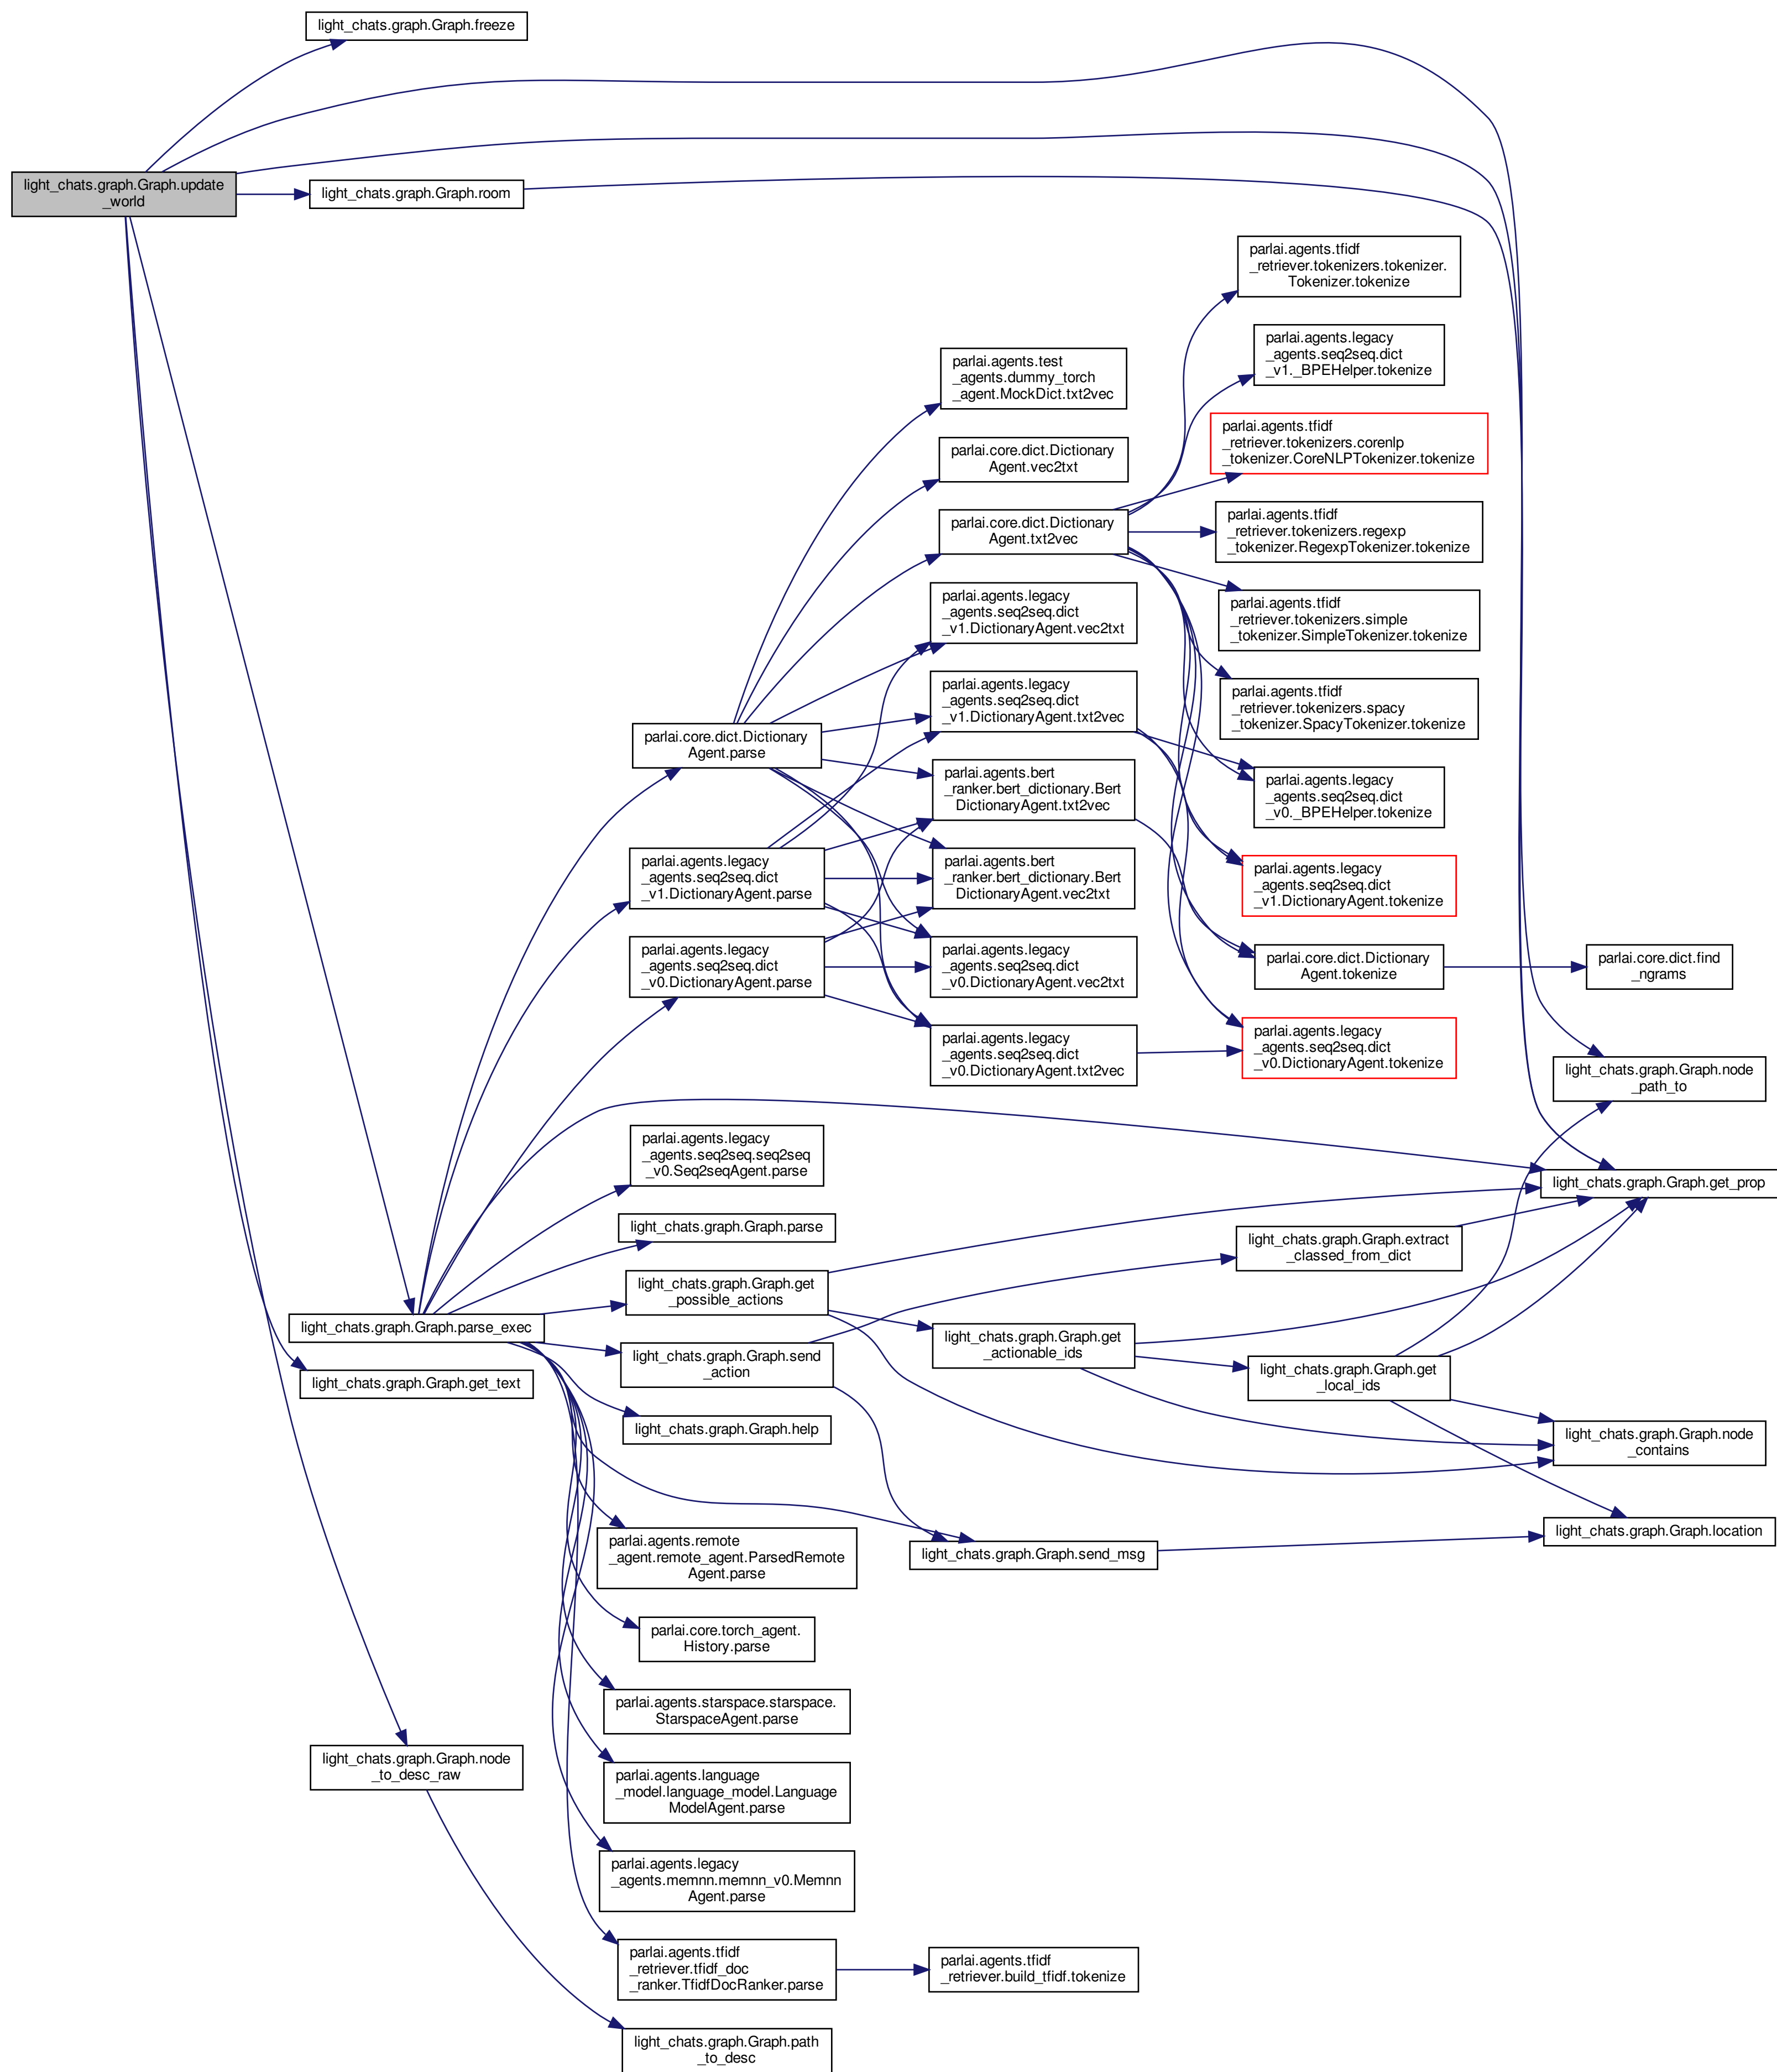 light_chats.graph.Graph.freeze
light_chats.graph.Graph.update
_world
light_chats.graph.Graph.room
parlai.agents.tfidf
_retriever.tokenizers.tokenizer.
Tokenizer.tokenize
parlai.agents.legacy
_agents.seq2seq.dict
_v1._BPEHelper.tokenize
parlai.agents.test
_agents.dummy_torch
_agent.MockDict.txt2vec
parlai.agents.tfidf
_retriever.tokenizers.corenlp
_tokenizer.CoreNLPTokenizer.tokenize
parlai.core.dict.Dictionary
Agent.vec2txt
parlai.core.dict.Dictionary
Agent.txt2vec
parlai.agents.tfidf
_retriever.tokenizers.regexp
_tokenizer.RegexpTokenizer.tokenize
parlai.agents.legacy
_agents.seq2seq.dict
_v1.DictionaryAgent.vec2txt
parlai.agents.tfidf
_retriever.tokenizers.simple
_tokenizer.SimpleTokenizer.tokenize
parlai.agents.legacy
_agents.seq2seq.dict
_v1.DictionaryAgent.txt2vec
parlai.agents.tfidf
_retriever.tokenizers.spacy
_tokenizer.SpacyTokenizer.tokenize
parlai.core.dict.Dictionary
Agent.parse
parlai.agents.bert
_ranker.bert_dictionary.Bert
DictionaryAgent.txt2vec
parlai.agents.legacy
_agents.seq2seq.dict
_v0._BPEHelper.tokenize
parlai.agents.legacy
_agents.seq2seq.dict
_v1.DictionaryAgent.parse
parlai.agents.bert
_ranker.bert_dictionary.Bert
DictionaryAgent.vec2txt
parlai.agents.legacy
_agents.seq2seq.dict
_v1.DictionaryAgent.tokenize
parlai.agents.legacy
_agents.seq2seq.dict
_v0.DictionaryAgent.parse
parlai.agents.legacy
_agents.seq2seq.dict
_v0.DictionaryAgent.vec2txt
parlai.core.dict.Dictionary
Agent.tokenize
parlai.core.dict.find
_ngrams
parlai.agents.legacy
_agents.seq2seq.dict
_v0.DictionaryAgent.txt2vec
parlai.agents.legacy
_agents.seq2seq.dict
_v0.DictionaryAgent.tokenize
light_chats.graph.Graph.node
_path_to
parlai.agents.legacy
_agents.seq2seq.seq2seq
_v0.Seq2seqAgent.parse
light_chats.graph.Graph.get_prop
light_chats.graph.Graph.parse
light_chats.graph.Graph.extract
_classed_from_dict
light_chats.graph.Graph.get
_possible_actions
light_chats.graph.Graph.parse_exec
light_chats.graph.Graph.get
_actionable_ids
light_chats.graph.Graph.send
_action
light_chats.graph.Graph.get
_local_ids
light_chats.graph.Graph.get_text
light_chats.graph.Graph.help
light_chats.graph.Graph.node
_contains
light_chats.graph.Graph.location
parlai.agents.remote
_agent.remote_agent.ParsedRemote
Agent.parse
light_chats.graph.Graph.send_msg
parlai.core.torch_agent.
History.parse
parlai.agents.starspace.starspace.
StarspaceAgent.parse
light_chats.graph.Graph.node
_to_desc_raw
parlai.agents.language
_model.language_model.Language
ModelAgent.parse
parlai.agents.legacy
_agents.memnn.memnn_v0.Memnn
Agent.parse
parlai.agents.tfidf
_retriever.tfidf_doc
_ranker.TfidfDocRanker.parse
parlai.agents.tfidf
_retriever.build_tfidf.tokenize
light_chats.graph.Graph.path
_to_desc